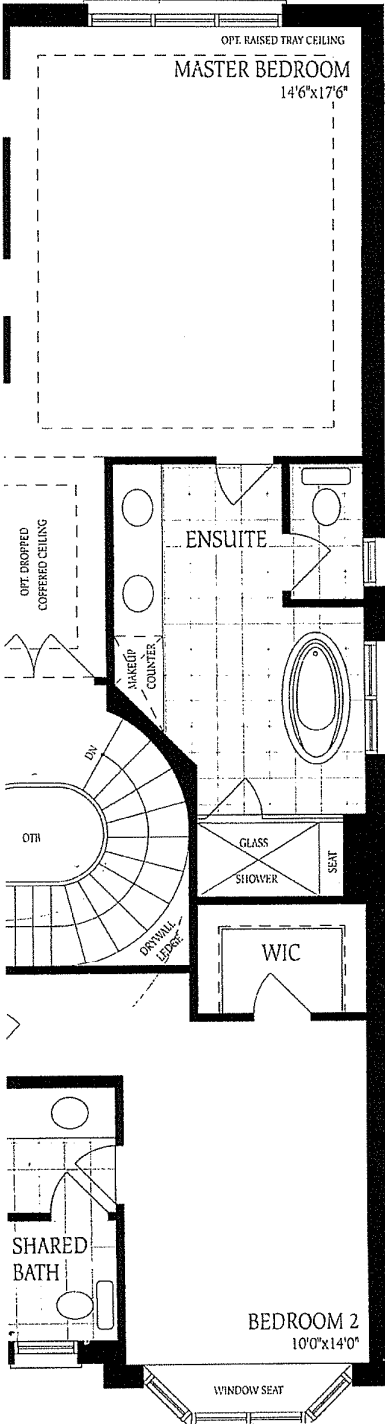 OPT. RAISED TRAY CEILING
MASTER BEDROOM
14'6"x17'6"
OPT. DROPPED
COFFERED CEILING
ENSUITE
MAKEUP
COUNTER
DN
OTB
GLASS
SHOWER
SEAT
DRYWALL
LEDGE
WIC
SHARED
BATH
BEDROOM 2
10'0"x14'0"
WINDOW SEAT